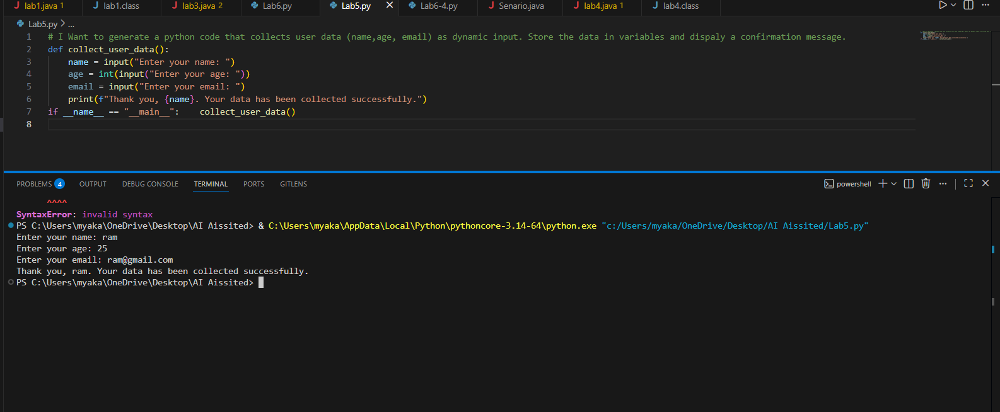 lab1.java 1 lab1.class lab3.java 2 Lab6.py Lab5.py Lab6-4.py Senario.java lab4.java 1 lab4.class
Lab5.py > ...
1 # I Want to generate a python code that collects user data (name,age, email) as dynamic input. Store the data in variables and dispaly a confirmation message.
2 def collect_user_data():
3 name = input("Enter your name: ")
4 age = int(input("Enter your age: "))
5 email = input("Enter your email: ")
6 print(f"Thank you, {name}. Your data has been collected successfully.")
7 if __name__ == "__main__":    collect_user_data()
8
PROBLEMS 4 OUTPUT DEBUG CONSOLE TERMINAL PORTS GITLENS powershell
^^^^
SyntaxError: invalid syntax
PS C:\Users\myaka\OneDrive\Desktop\AI Aissited> & C:\Users\myaka\AppData\Local\Python\pythoncore-3.14-64\python.exe "c:/Users/myaka/OneDrive/Desktop/AI Aissited/Lab5.py"
Enter your name: ram
Enter your age: 25
Enter your email: ram@gmail.com
Thank you, ram. Your data has been collected successfully.
PS C:\Users\myaka\OneDrive\Desktop\AI Aissited>